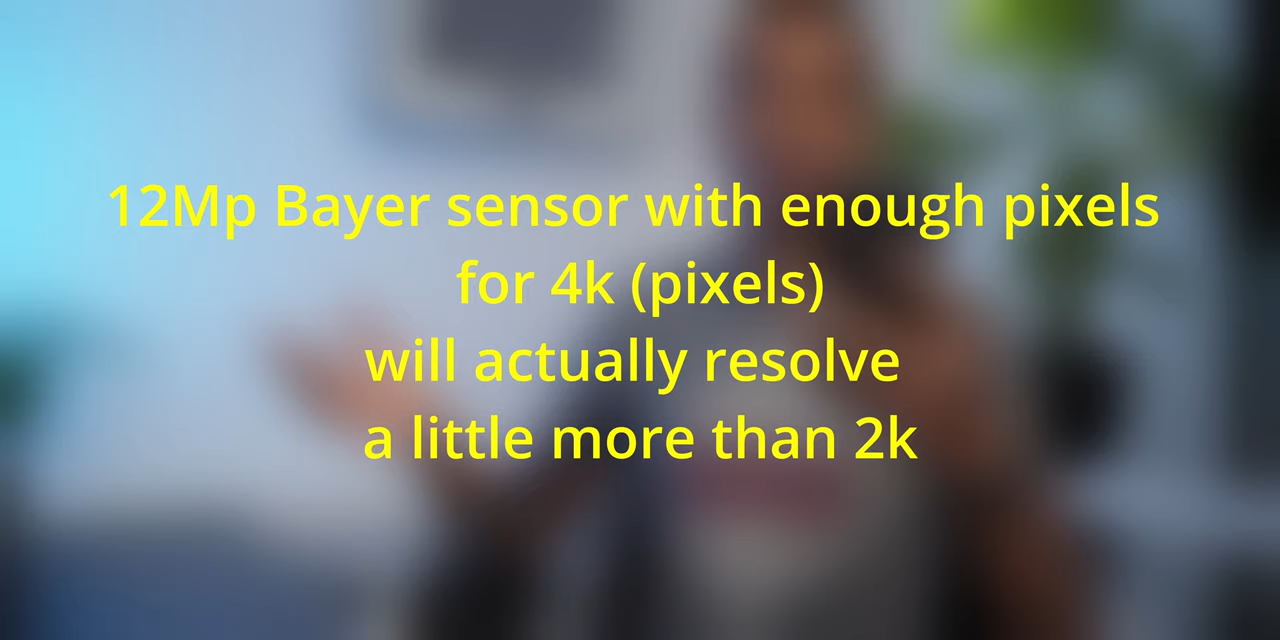 12Mp Bayer sensor with enough pixels
for 4k (pixels)
will actually resolve
a little more than 2k